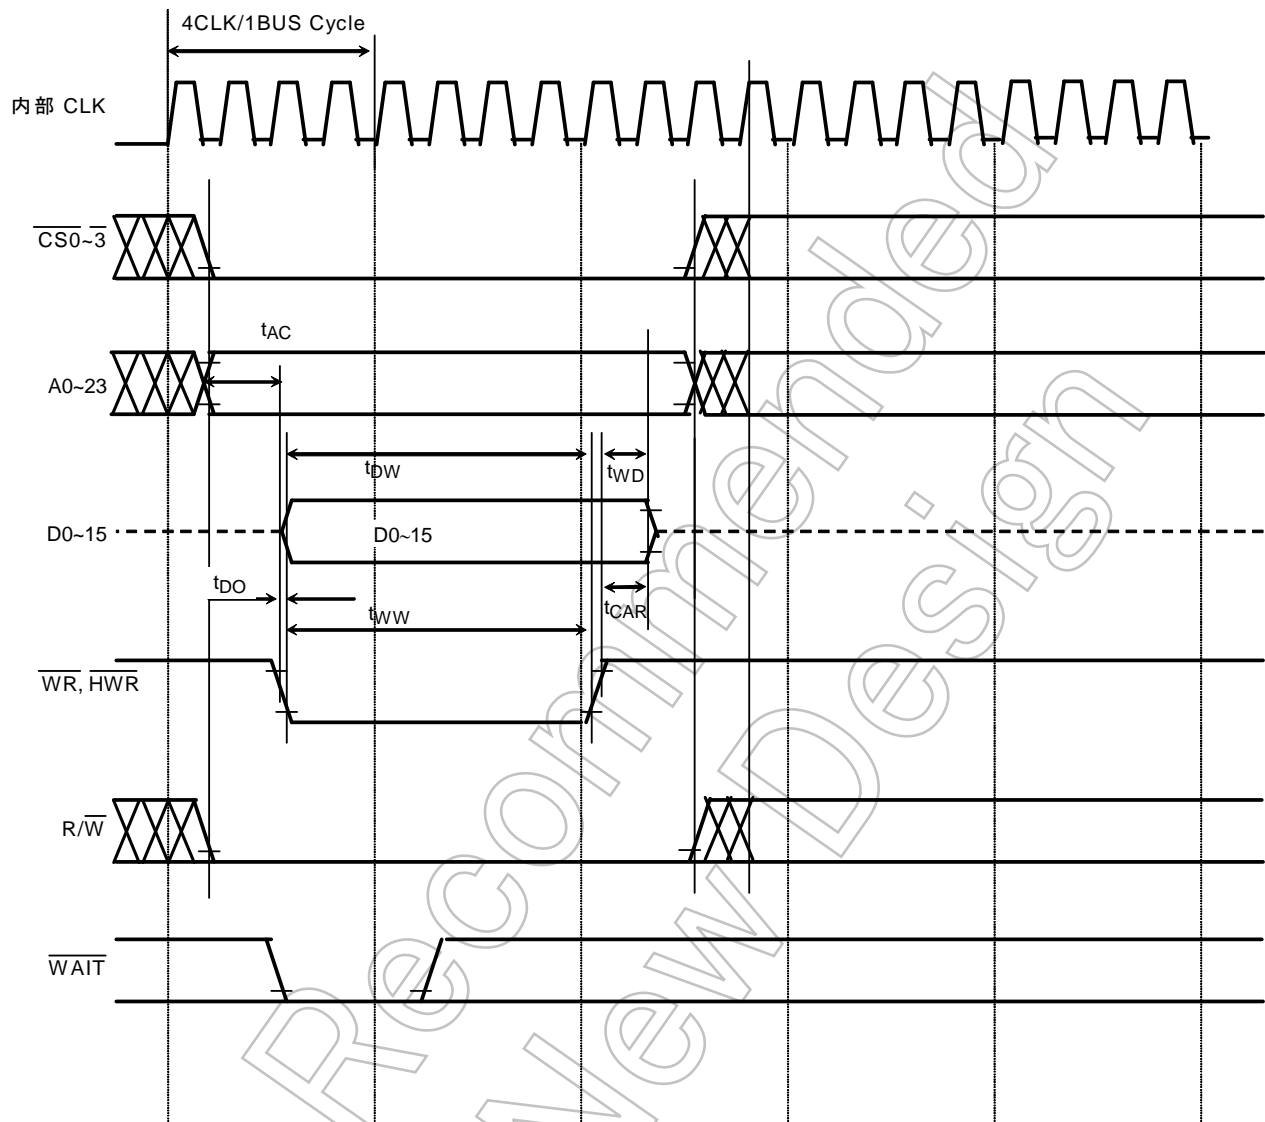 4CLK/1BUS Cycle
内部 CLK
CS0~3
tAC
A0~23
tDW
tWD
D0~15
D0~15
tDO
tWW
tCAR
WR, HWR
R/W
WAIT
Recommended
New Design